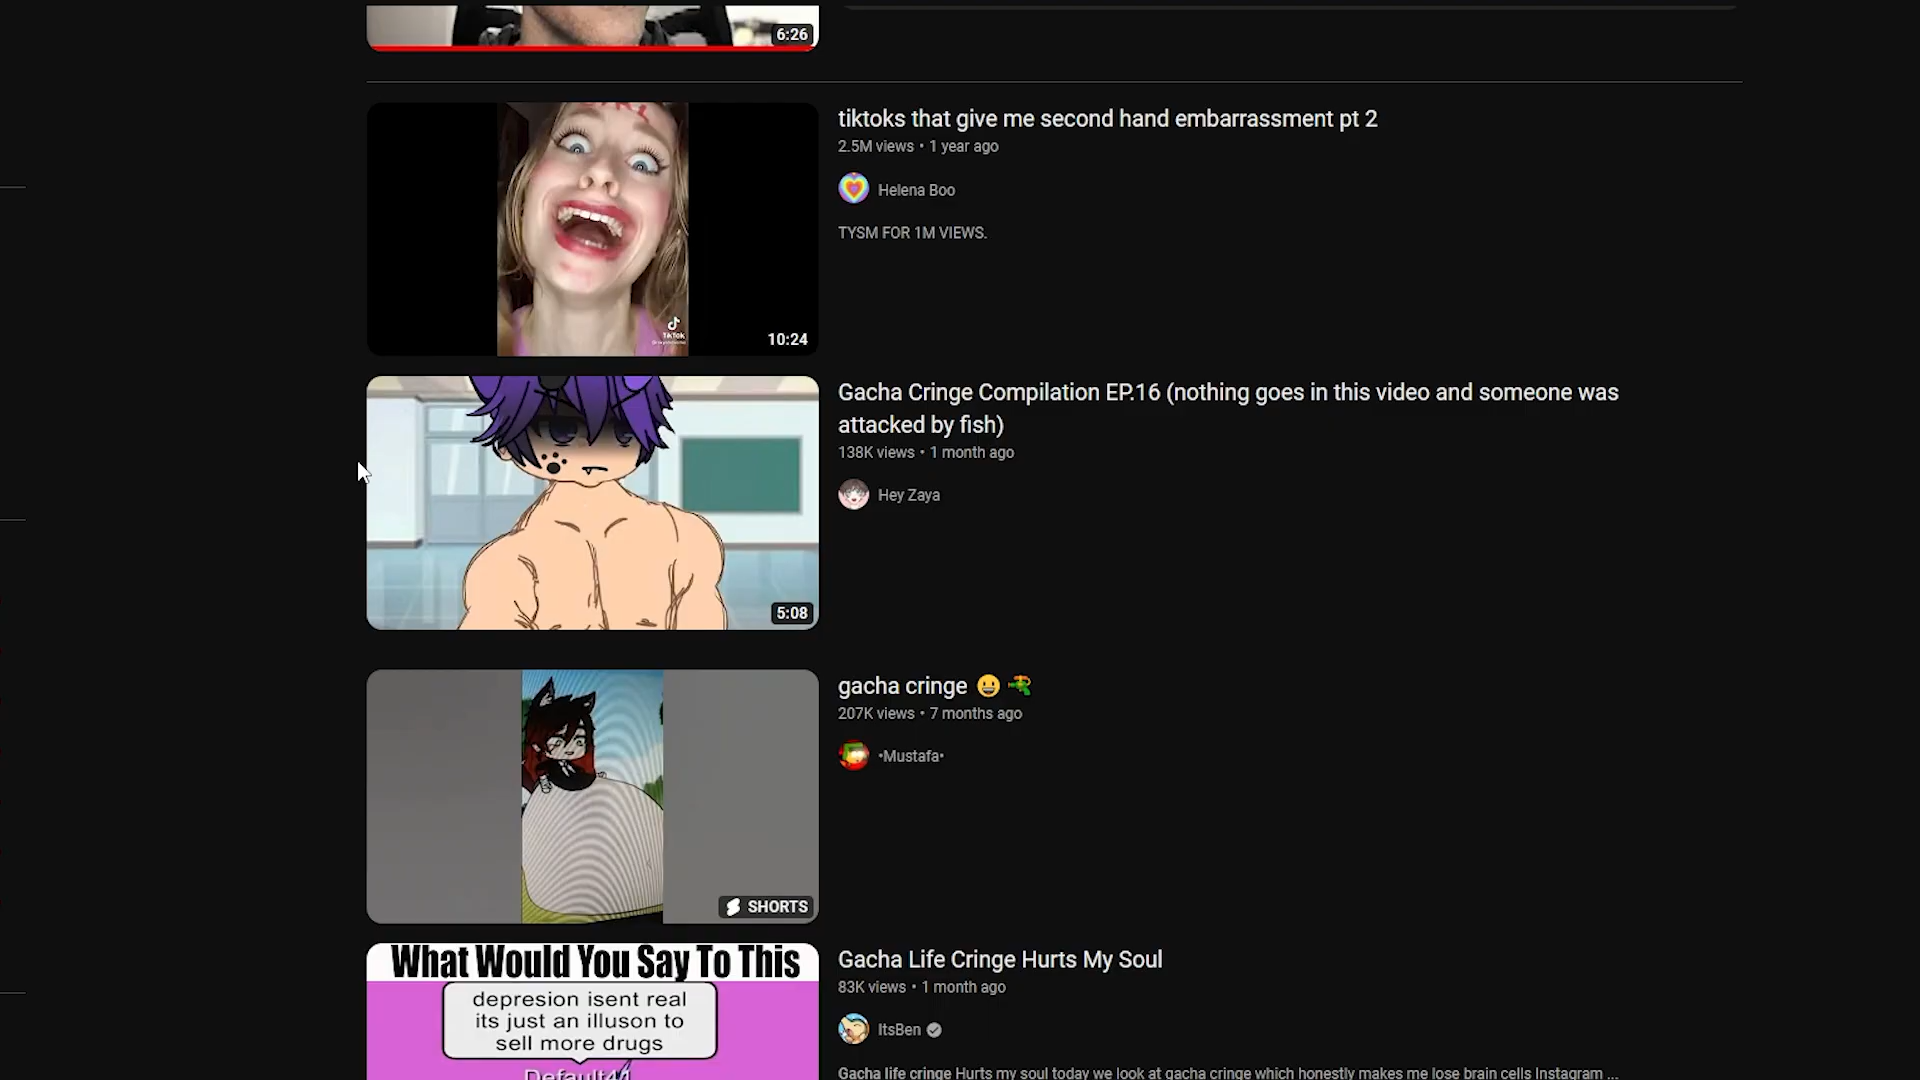 6:26
tiktoks that give me second hand embarrassment pt 2
2.5M views • 1 year ago
Helena Boo
TYSM FOR 1M VIEWS.
TikTok
10:24
Gacha Cringe Compilation EP.16 (nothing goes in this video and someone was
attacked by fish)
138K views • 1 month ago
Hey Zaya
5:08
gacha cringe 😀 🔫
207K views • 7 months ago
•Mustafa•
SHORTS
What Would You Say To This
depresion isent real
its just an illuson to
sell more drugs
Default44
Gacha Life Cringe Hurts My Soul
83K views • 1 month ago
ItsBen
Gacha life cringe Hurts my soul today we look at gacha cringe which honestly makes me lose brain cells Instagram ...